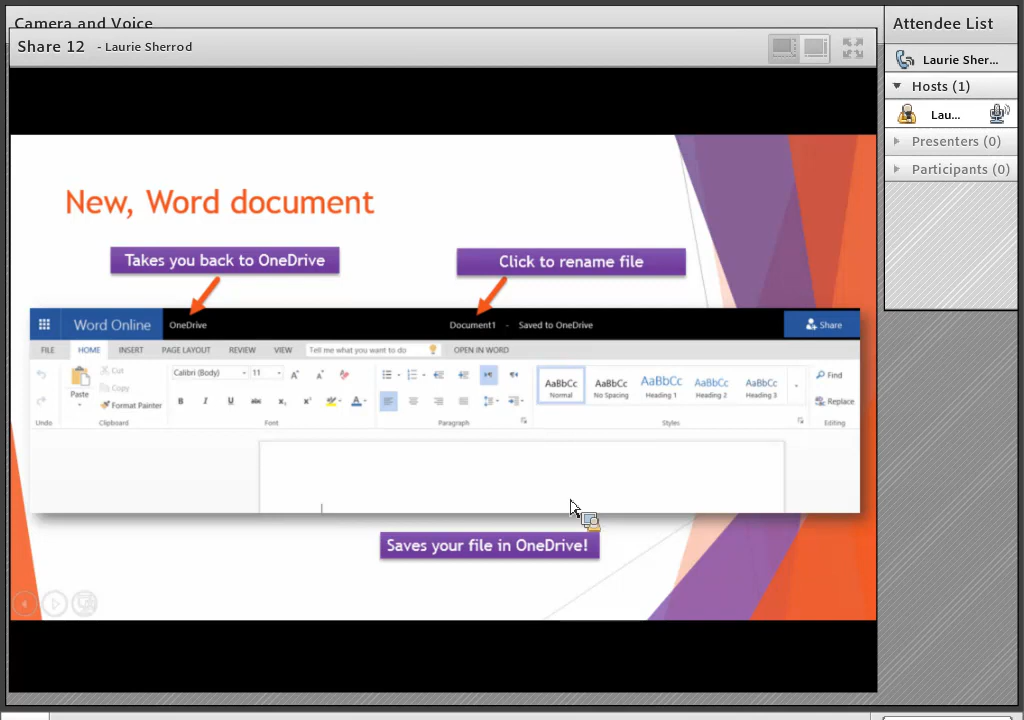 Camera and Voice
Share 12 - Laurie Sherrod
Attendee List
Laurie Sher...
Hosts (1)
Lau...
Presenters (0)
Participants (0)
New, Word document
Takes you back to OneDrive
Click to rename file
Word Online OneDrive Document1 - Saved to OneDrive Share
FILE HOME INSERT PAGE LAYOUT REVIEW VIEW Tell me what you want to do OPEN IN WORD
Cut
Copy
Paste
Format Painter
Calibri (Body) 11
B I U abc x₂ x² A
AaBbCc AaBbCc AaBbCc AaBbCc AaBbCc
Normal No Spacing Heading 1 Heading 2 Heading 3
Find
Replace
Undo Clipboard Font Paragraph Styles Editing
Saves your file in OneDrive!